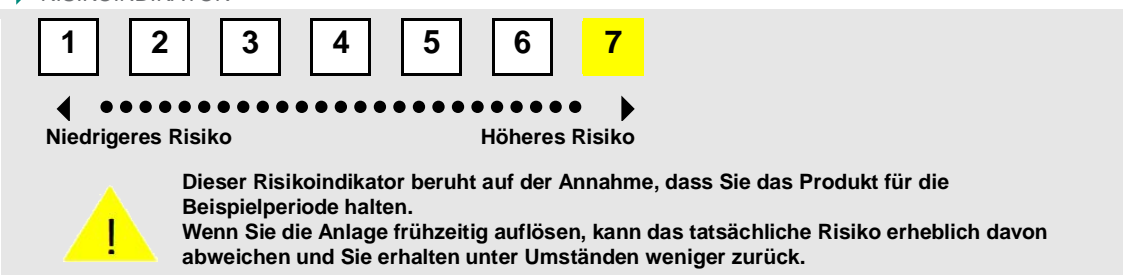 RISIKOINDIKATOR
1 2 3 4 5 6 7
Niedrigeres Risiko Höheres Risiko
Dieser Risikoindikator beruht auf der Annahme, dass Sie das Produkt für die
Beispielperiode halten.
Wenn Sie die Anlage frühzeitig auflösen, kann das tatsächliche Risiko erheblich davon
abweichen und Sie erhalten unter Umständen weniger zurück.
!